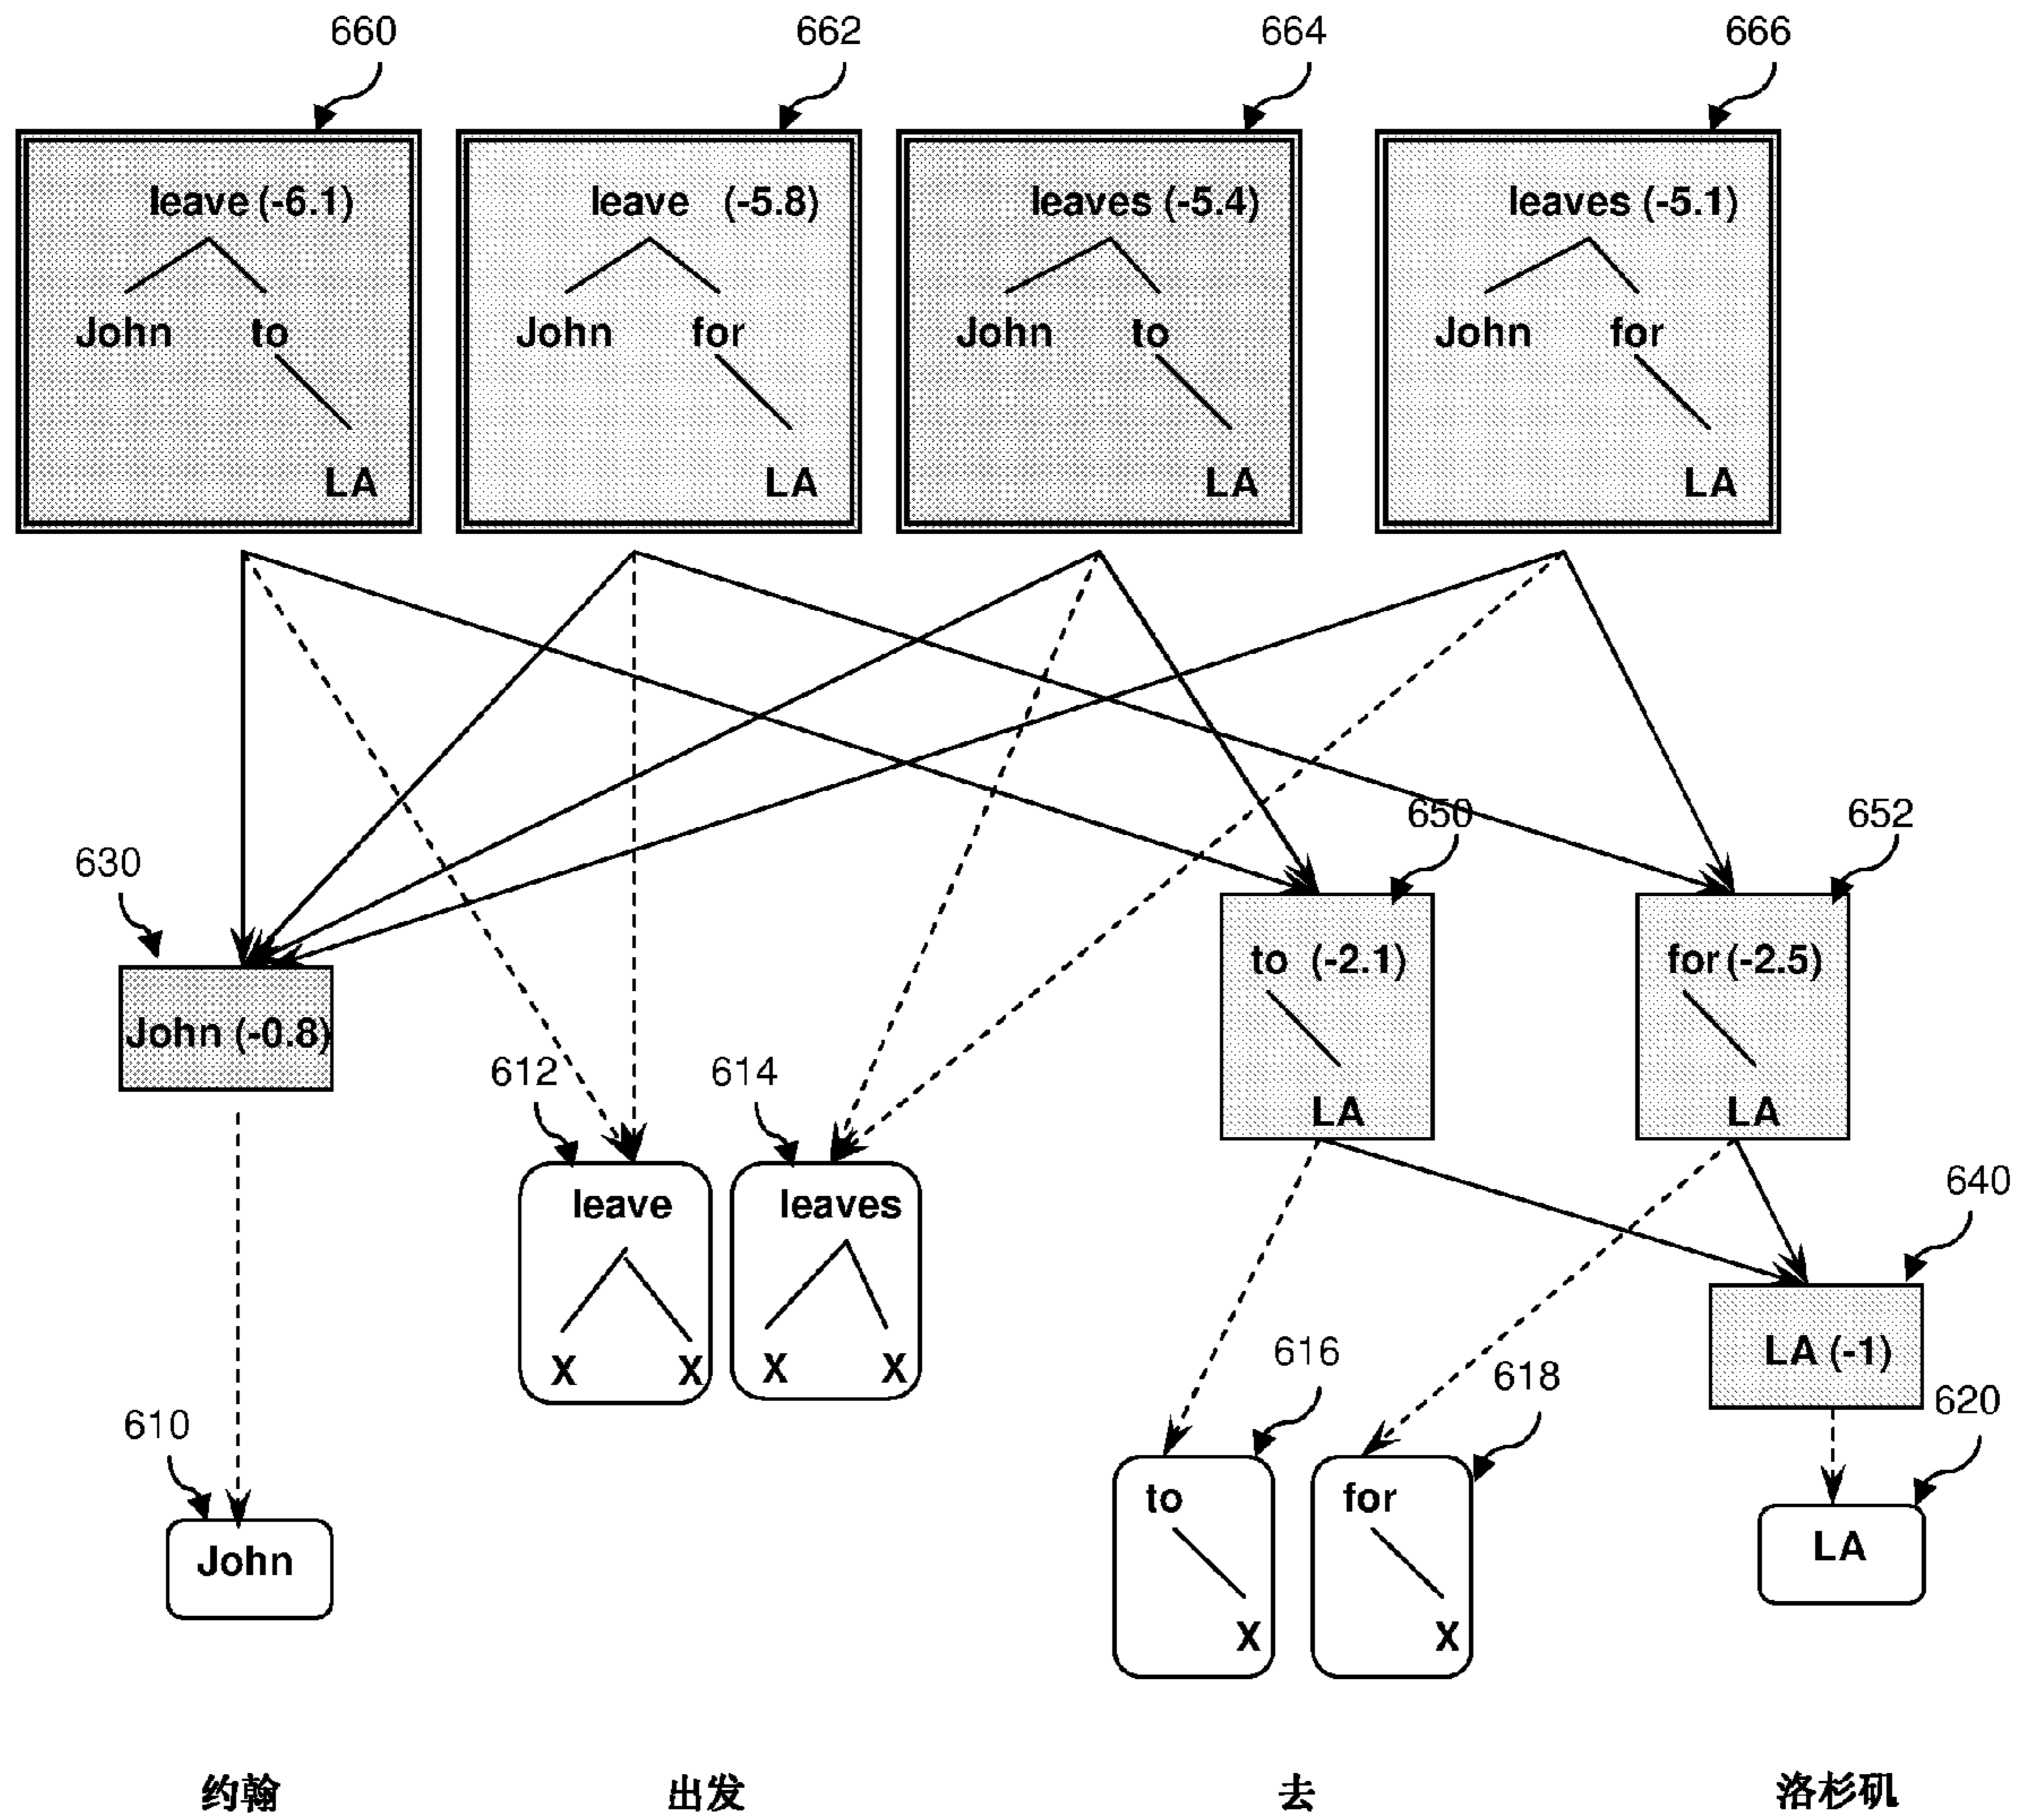 660 662 664 666
leave (-6.1) leave (-5.8) leaves (-5.4) leaves (-5.1)
John to John for John to John for
LA LA LA LA
650 652
630
to (-2.1) for (-2.5)
John (-0.8)
612 614
LA LA
640
leave leaves
616
LA (-1)
X X X X
618
620
610
to for
LA
John
X X
约翰 出发 去 洛杉矶